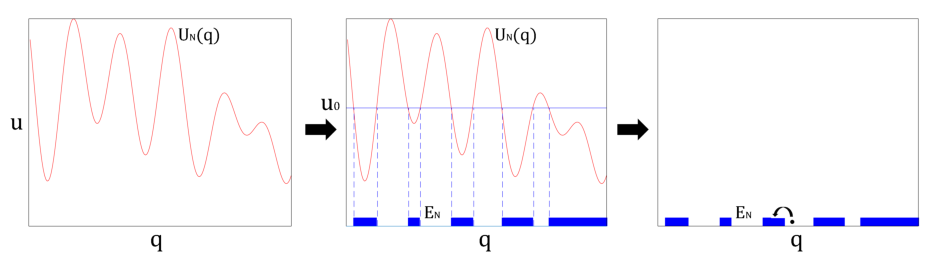 U_N(q)
u
q
U_N(q)
u_0
E_N
q
E_N
q